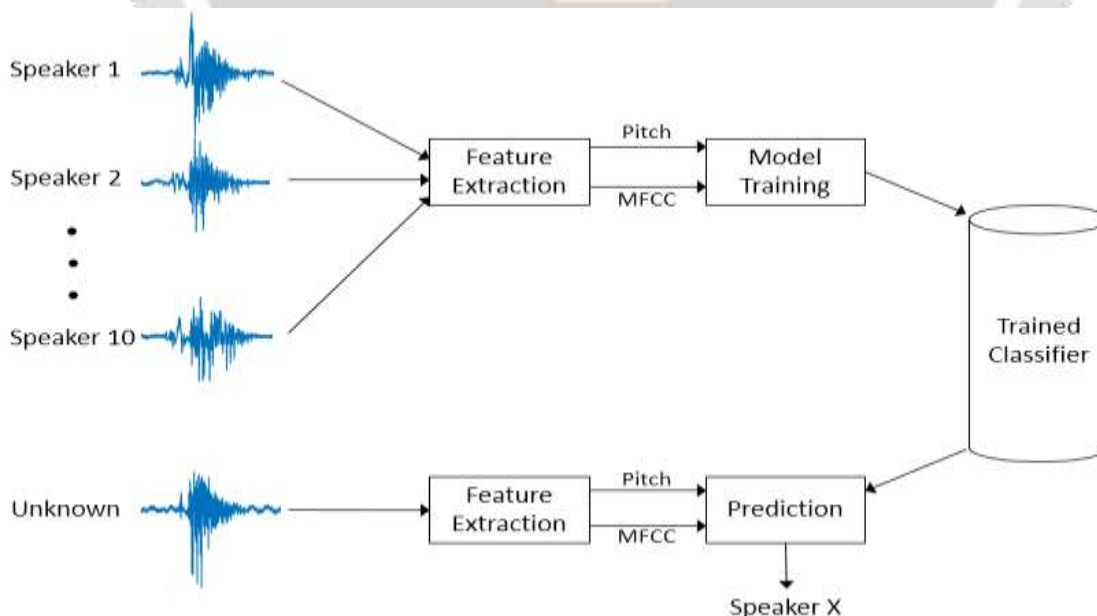 Speaker 1
Speaker 2
Speaker 10
Feature
Extraction
Pitch
MFCC
Model
Training
Trained
Classifier
Unknown
Feature
Extraction
Pitch
MFCC
Prediction
Speaker X